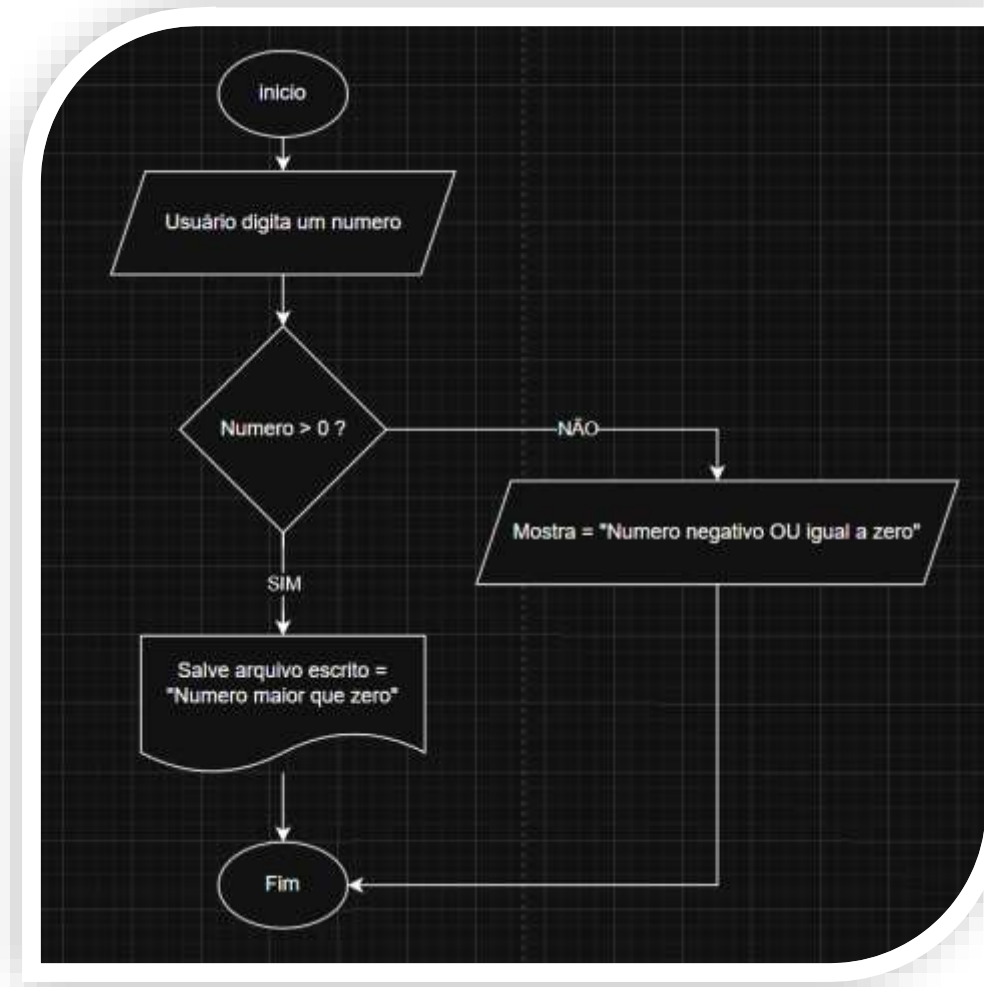 inicio
Usuário digita um numero
Numero > 0 ?
NÃO
Mostra = "Numero negativo OU igual a zero"
SIM
Salve arquivo escrito =
"Numero maior que zero"
Fim